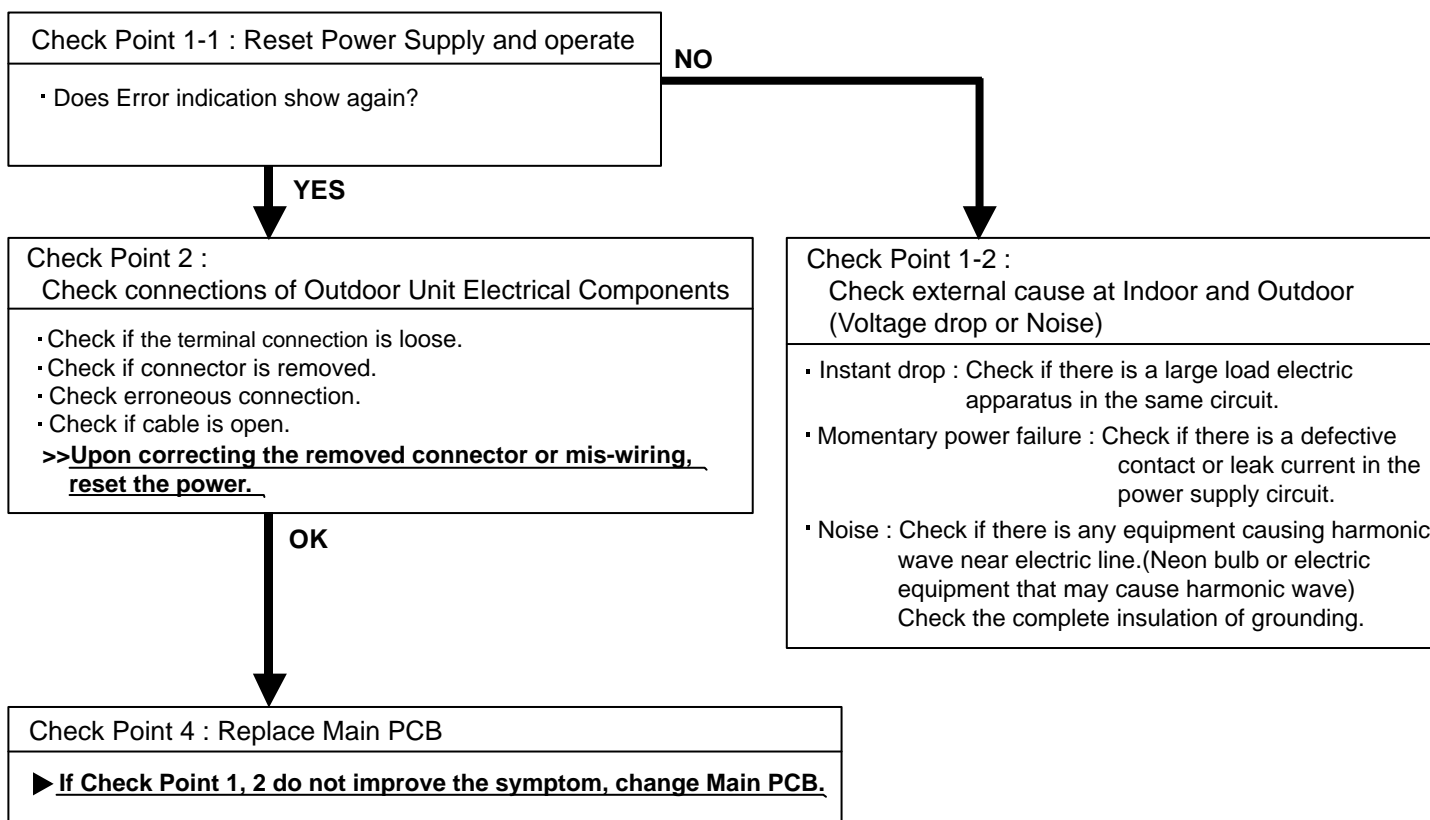 Check Point 1-1 : Reset Power Supply and operate
· Does Error indication show again?
NO
YES
Check Point 2 :
Check connections of Outdoor Unit Electrical Components
· Check if the terminal connection is loose.
· Check if connector is removed.
· Check erroneous connection.
· Check if cable is open.
>>Upon correcting the removed connector or mis-wiring,
reset the power.
OK
Check Point 1-2 :
Check external cause at Indoor and Outdoor
(Voltage drop or Noise)
· Instant drop : Check if there is a large load electric
apparatus in the same circuit.
· Momentary power failure : Check if there is a defective
contact or leak current in the
power supply circuit.
· Noise : Check if there is any equipment causing harmonic
wave near electric line.(Neon bulb or electric
equipment that may cause harmonic wave)
Check the complete insulation of grounding.
Check Point 4 : Replace Main PCB
▶ If Check Point 1, 2 do not improve the symptom, change Main PCB.